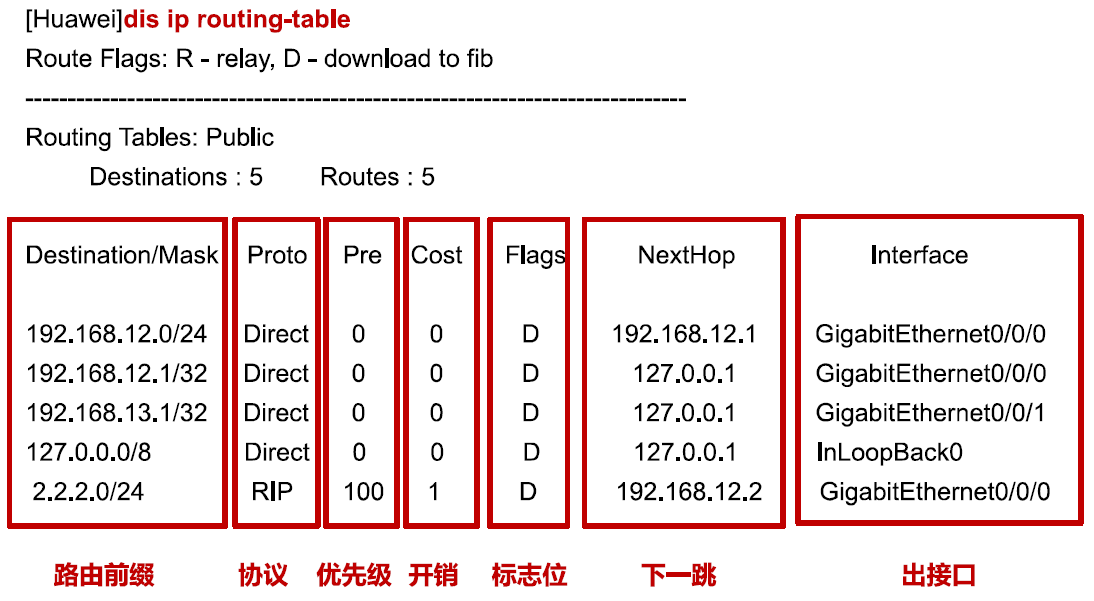 [Huawei]dis ip routing-table
Route Flags: R - relay, D - download to fib
------------------------------------------------------------------------------
Routing Tables: Public
Destinations : 5 Routes : 5
Destination/Mask Proto Pre Cost Flags NextHop Interface
192.168.12.0/24 Direct 0 0 D 192.168.12.1 GigabitEthernet0/0/0
192.168.12.1/32 Direct 0 0 D 127.0.0.1 GigabitEthernet0/0/0
192.168.13.1/32 Direct 0 0 D 127.0.0.1 GigabitEthernet0/0/1
127.0.0.0/8 Direct 0 0 D 127.0.0.1 InLoopBack0
2.2.2.0/24 RIP 100 1 D 192.168.12.2 GigabitEthernet0/0/0
路由前缀 协议 优先级 开销 标志位 下一跳 出接口